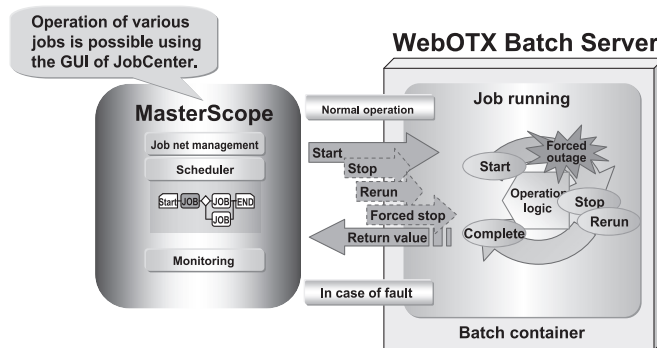 Operation of various
jobs is possible using
the GUI of JobCenter.
WebOTX Batch Server
MasterScope
Job net management
Scheduler
Start JOB JOB END
JOB
Monitoring
Normal operation
Start
Stop
Rerun
Forced stop
Return value
In case of fault
Job running
Forced
outage
Start
Operation
logic
Stop
Rerun
Complete
Batch container